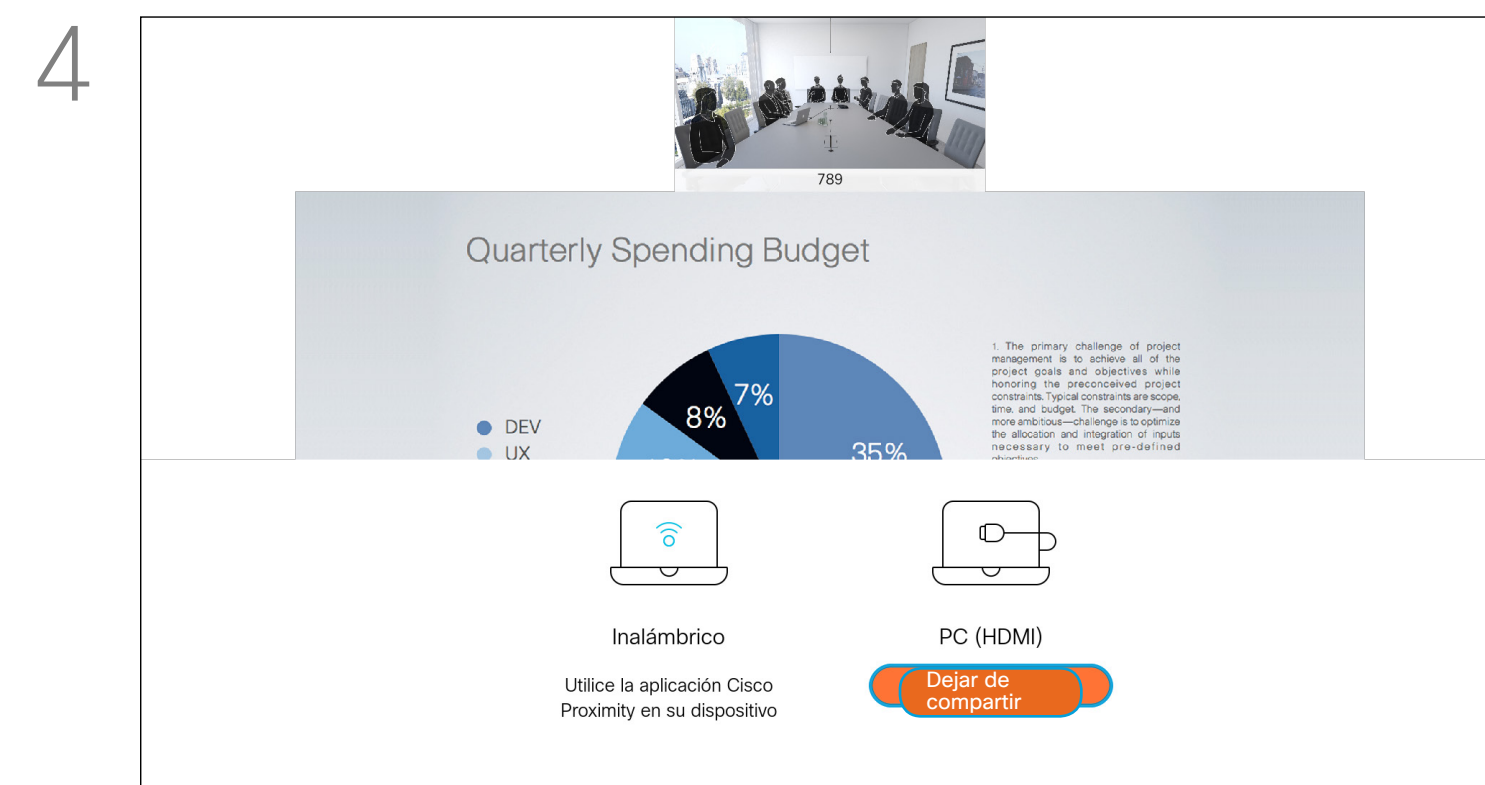 4
789
Quarterly Spending Budget
7%
8%
35%
DEV
UX
1. The primary challenge of project
management is to achieve all of the
project goals and objectives while
honoring the preconceived project
constraints. Typical constraints are scope,
time, and budget. The secondary—and
more ambitious—challenge is to optimize
the allocation and integration of inputs
necessary to meet pre-defined
Inalámbrico
Utilice la aplicación Cisco
Proximity en su dispositivo
PC (HDMI)
Dejar de
compartir